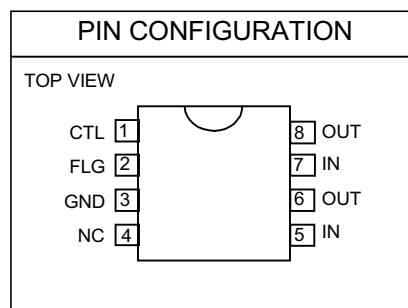 PIN CONFIGURATION
TOP VIEW
CTL 1 8 OUT
FLG 2 7 IN
GND 3 6 OUT
NC 4 5 IN